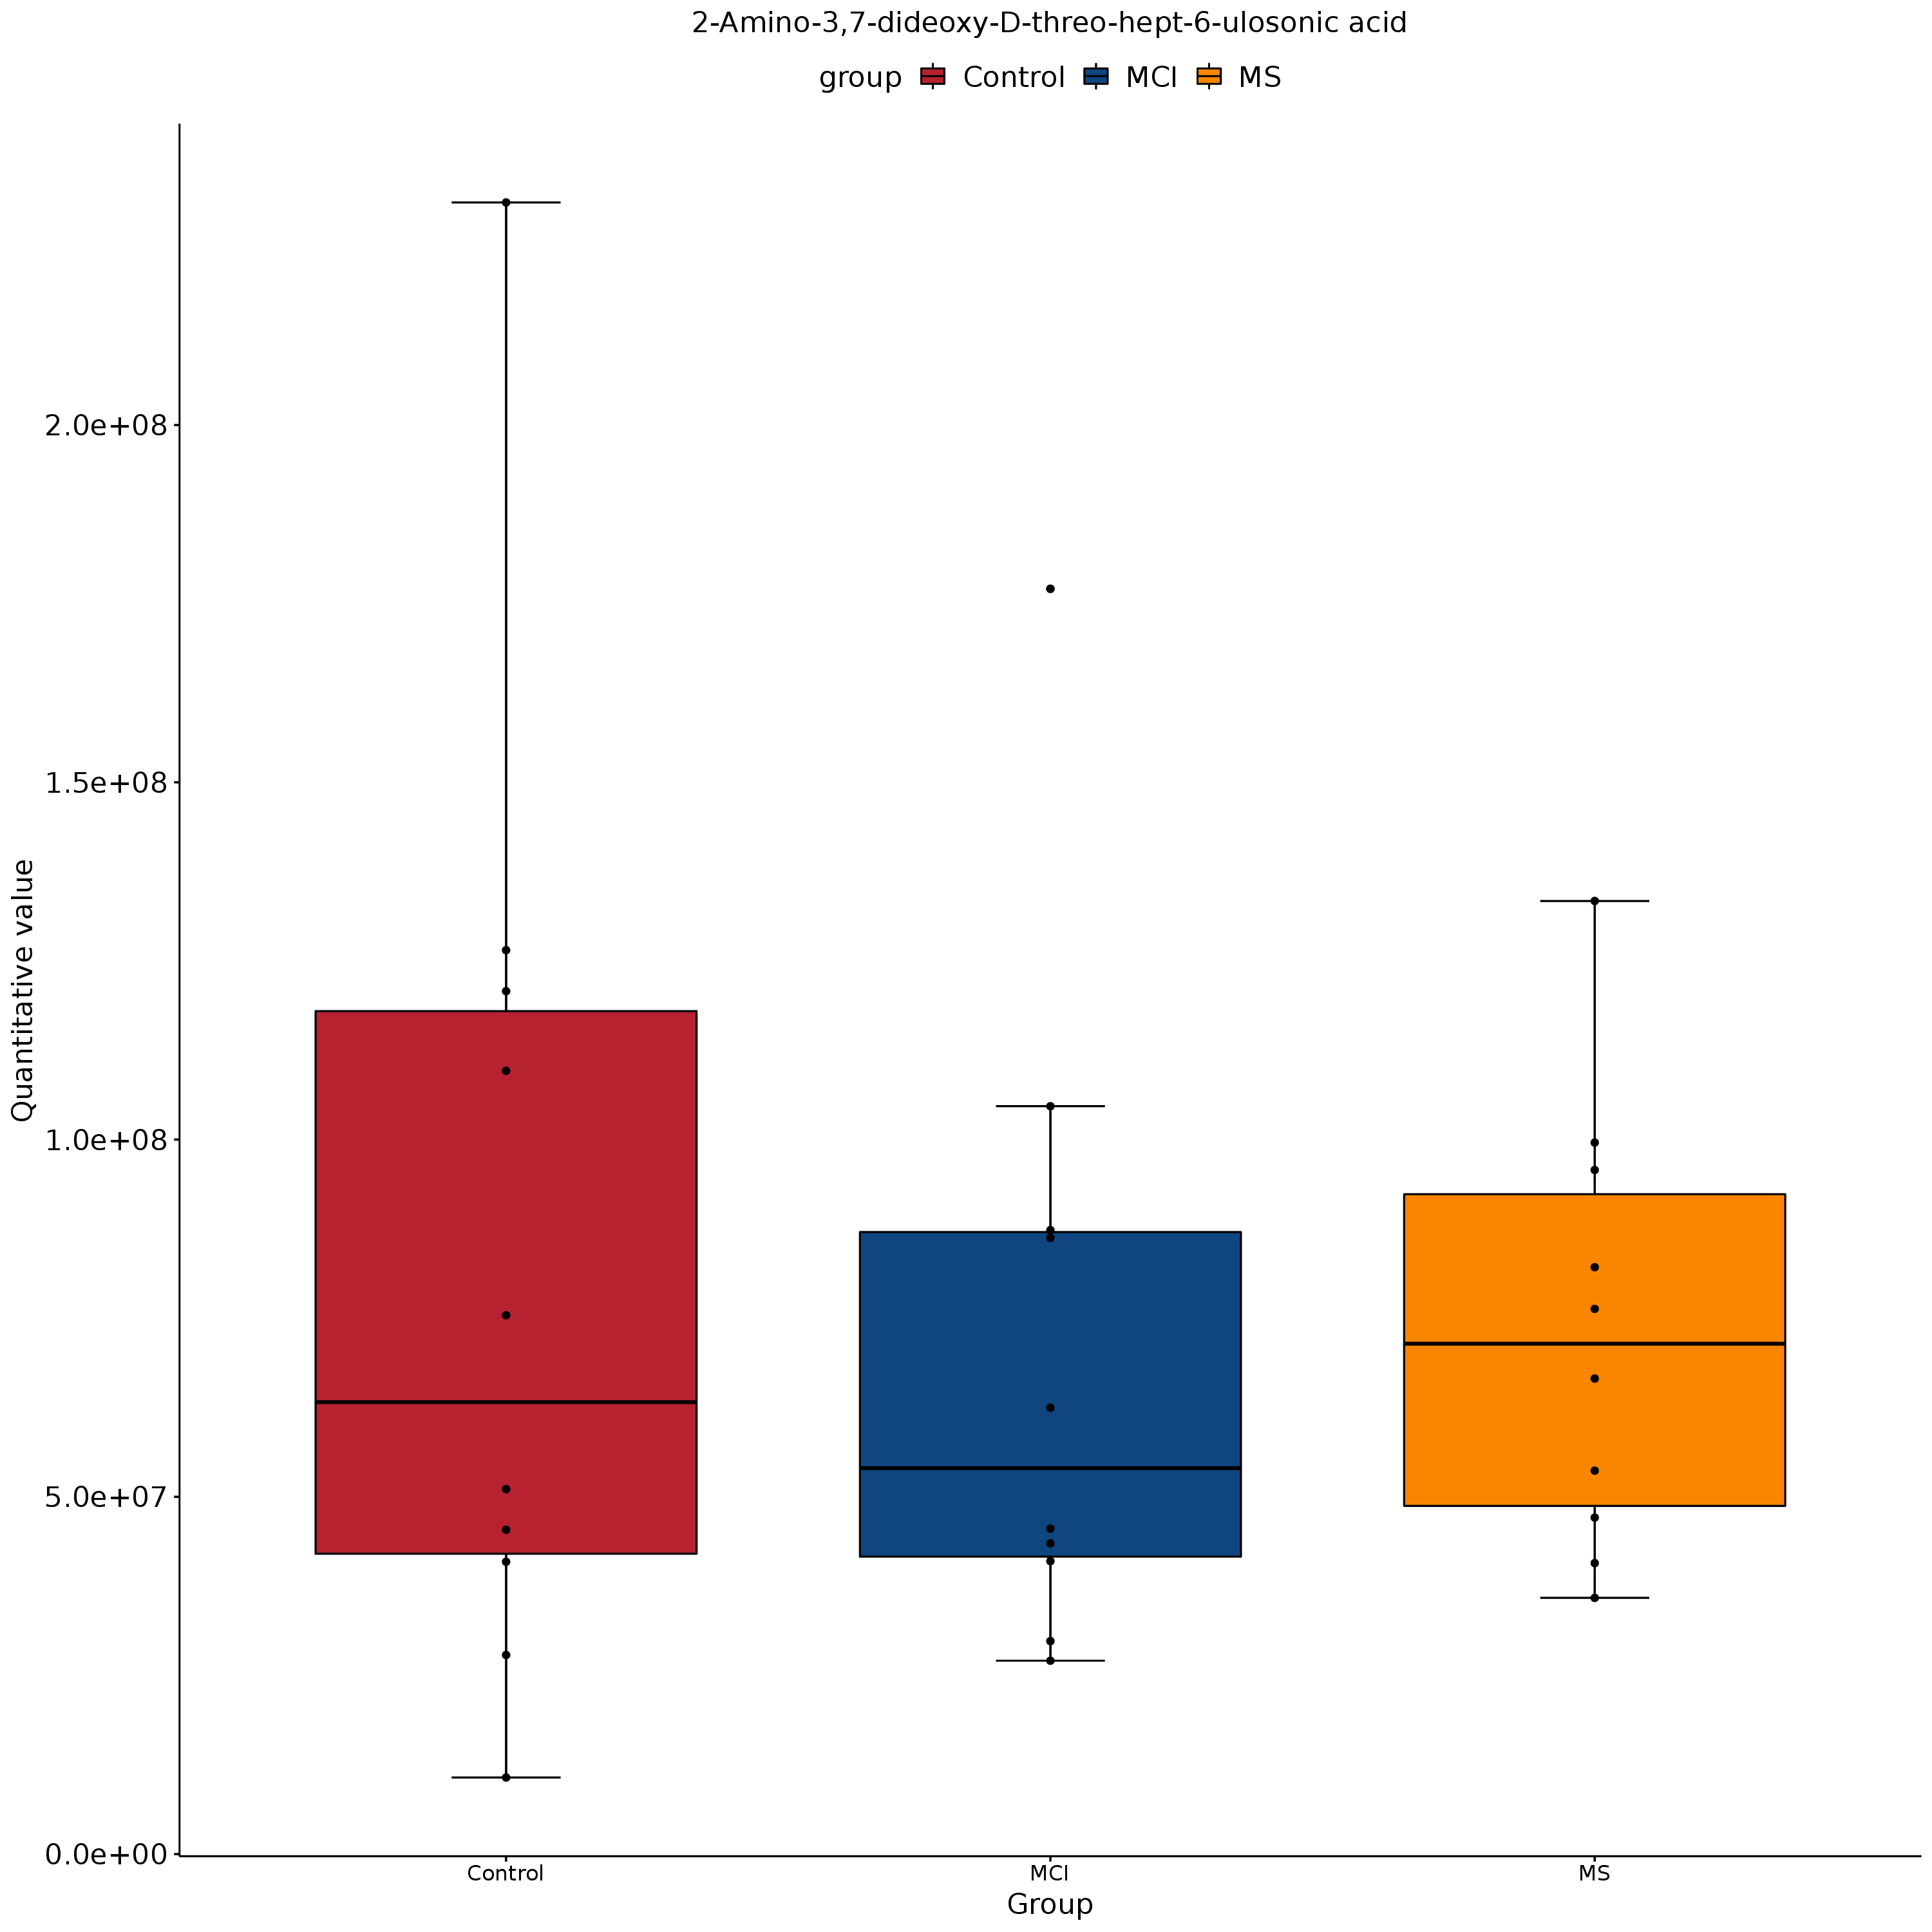 2-Amino-3,7-dideoxy-D-threo-hept-6-ulosonic acid
group Control MCI MS
Quantitative value
2.0e+08
1.5e+08
1.0e+08
5.0e+07
0.0e+00
Control MCI MS
Group